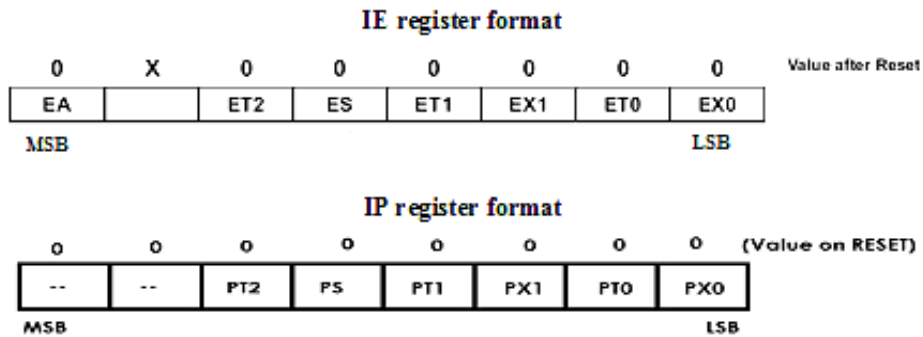 IE register format
0 X 0 0 0 0 0 0 Value after Reset
EA ET2 ES ET1 EX1 ET0 EX0
MSB LSB
IP register format
0 0 0 0 0 0 0 0 (Value on RESET)
-- -- PT2 PS PT1 PX1 PT0 PX0
MSB LSB